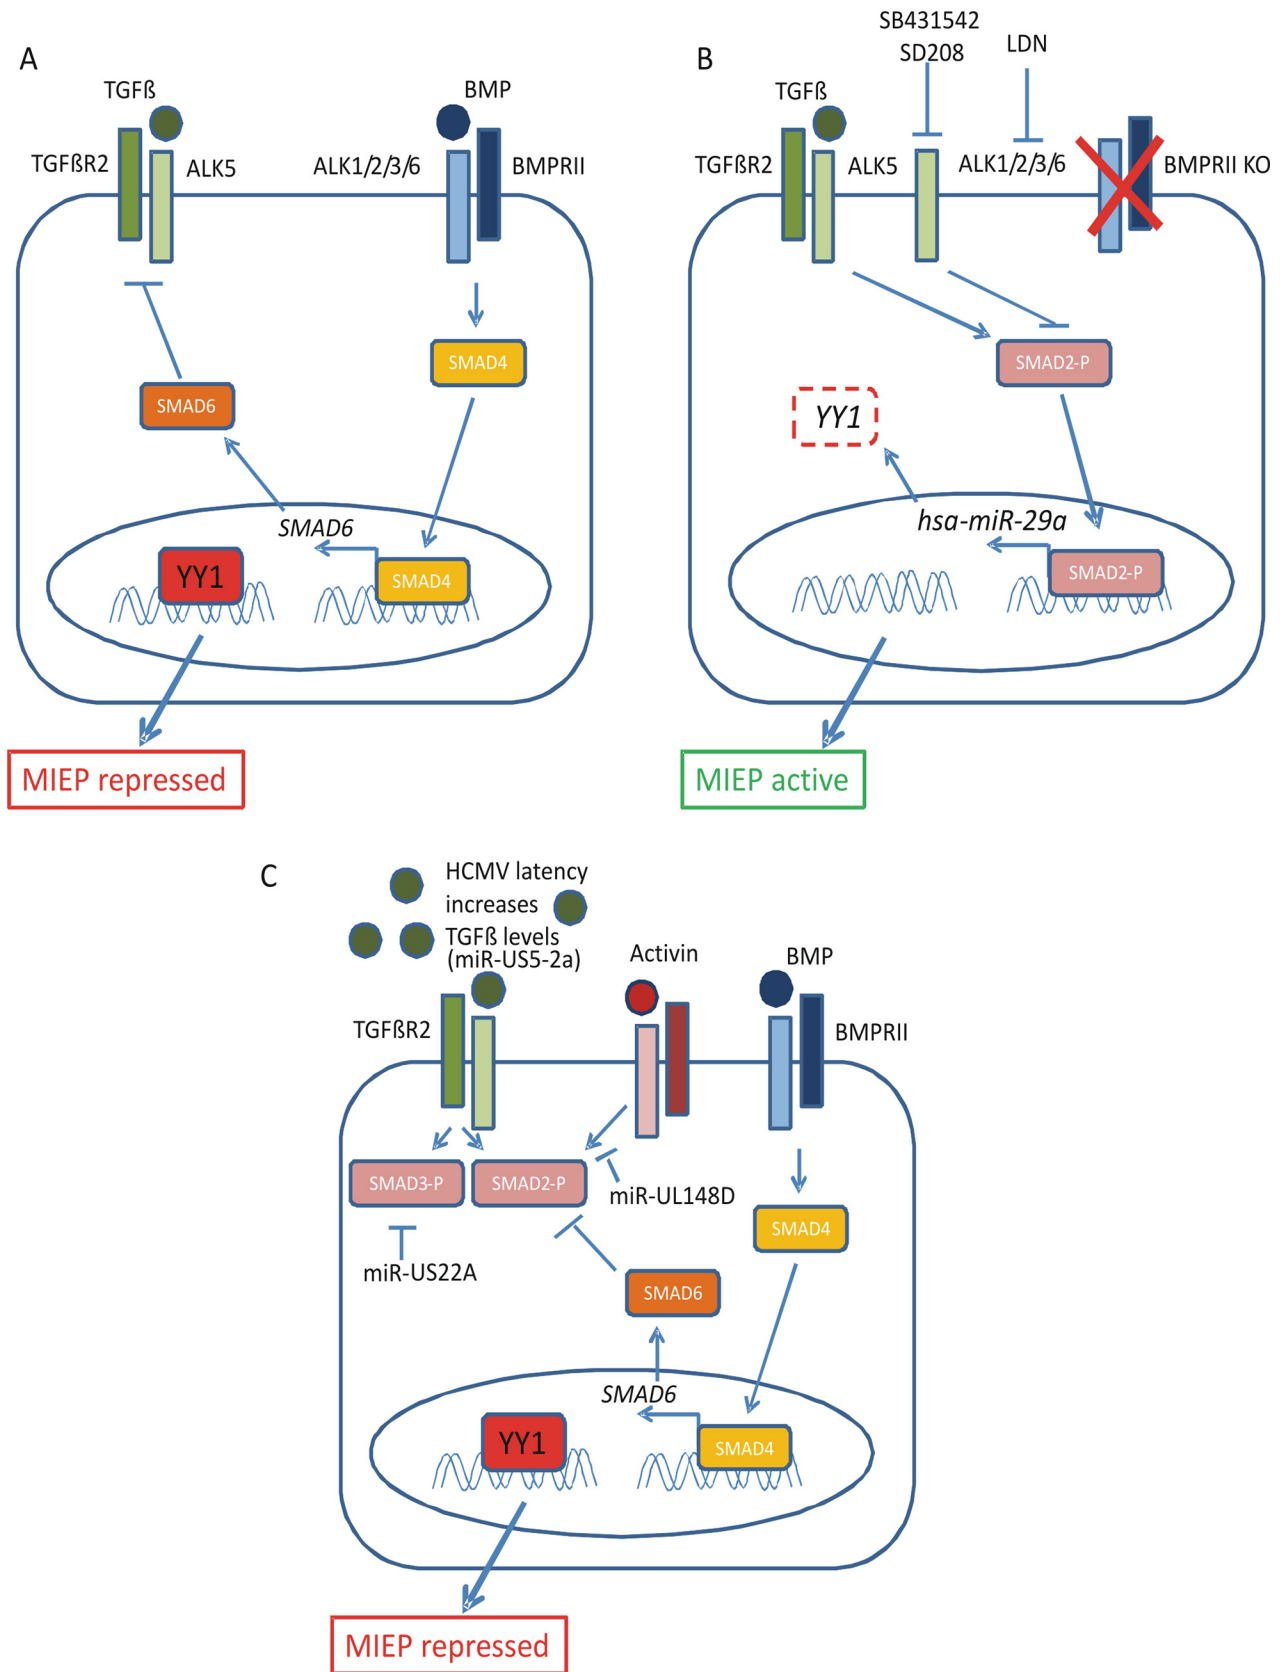 A
TGFß
BMP
TGFßR2
ALK5
ALK1/2/3/6
BMPRII
SMAD4
SMAD6
SMAD6
YY1
SMAD4
MIEP repressed
B
SB431542
SD208
LDN
TGFß
TGFßR2
ALK5
ALK1/2/3/6
BMPRII KO
SMAD2-P
YY1
hsa-miR-29a
SMAD2-P
MIEP active
C
HCMV latency
increases
TGFß levels
(miR-US5-2a)
Activin
BMP
TGFßR2
BMPRII
SMAD3-P
SMAD2-P
miR-UL148D
SMAD4
miR-US22A
SMAD6
SMAD6
YY1
SMAD4
MIEP repressed